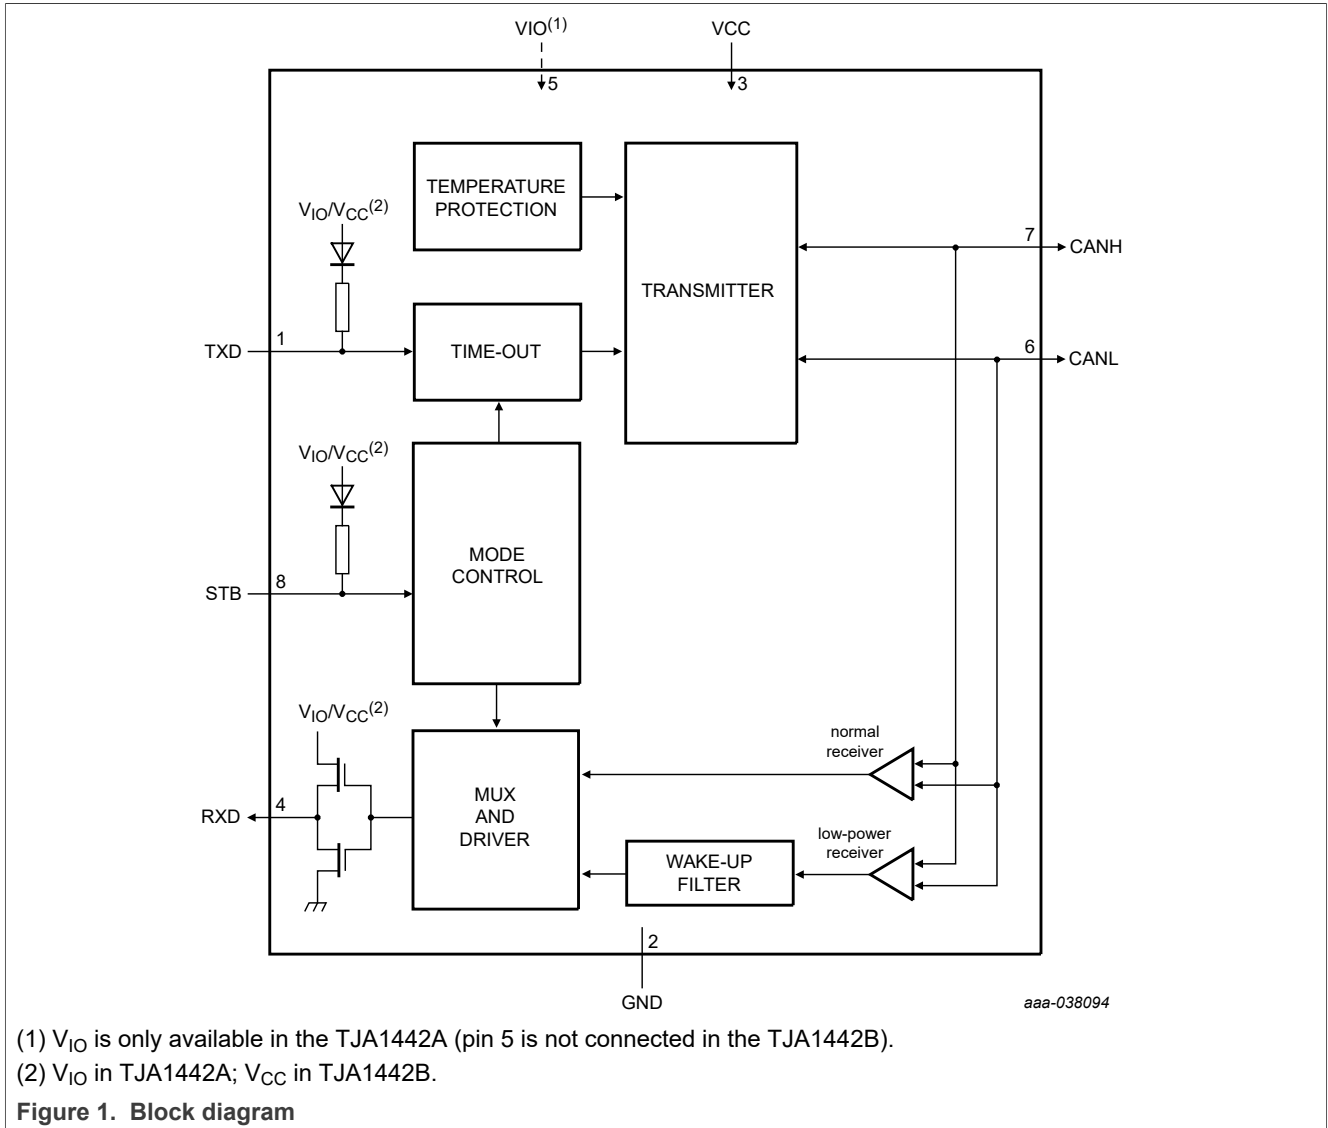 VIO(1)
VCC
5
3
TEMPERATURE
PROTECTION
VIO/VCC(2)
7
CANH
TRANSMITTER
TXD
1
TIME-OUT
6
CANL
VIO/VCC(2)
MODE
CONTROL
STB
8
VIO/VCC(2)
normal
receiver
RXD
4
MUX
AND
DRIVER
low-power
receiver
WAKE-UP
FILTER
2
GND
aaa-038094
(1) VIO is only available in the TJA1442A (pin 5 is not connected in the TJA1442B).
(2) VIO in TJA1442A; VCC in TJA1442B.
Figure 1. Block diagram